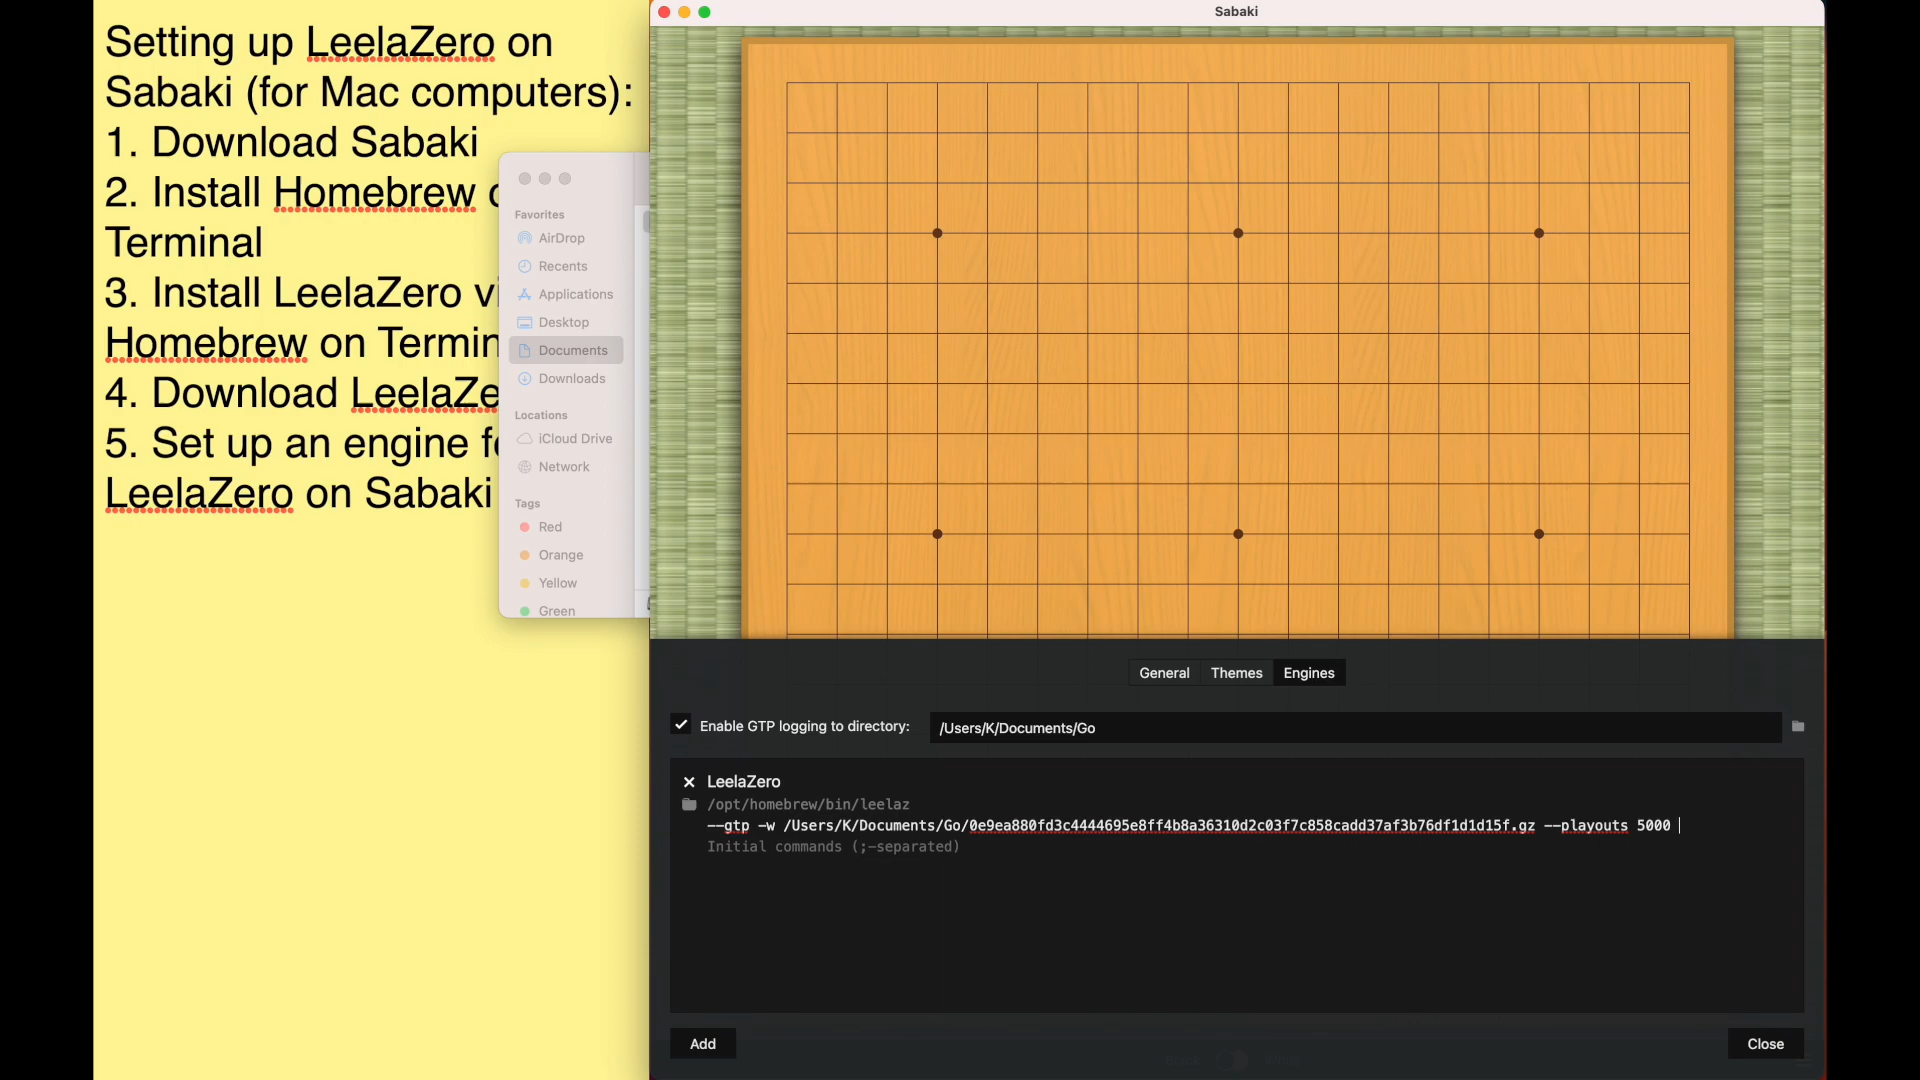 Setting up LeelaZero on
Sabaki (for Mac computers):
1. Download Sabaki
2. Install Homebrew
Terminal
3. Install LeelaZero
Homebrew on Termin
4. Download LeelaZe
5. Set up an engine
LeelaZero on Sabaki
Favorites
AirDrop
Recents
Applications
Desktop
Documents
Downloads
Locations
iCloud Drive
Network
Tags
Red
Orange
Yellow
Green
Sabaki
General Themes Engines
Enable GTP logging to directory: /Users/K/Documents/Go
LeelaZero
/opt/homebrew/bin/leelaz
--gtp -w /Users/K/Documents/Go/0e9ea880fd3c4444695e8ff4b8a36310d2c03f7c858cadd37af3b76df1d1d15f.gz --playouts 5000
Initial commands (;-separated)
Add
Close